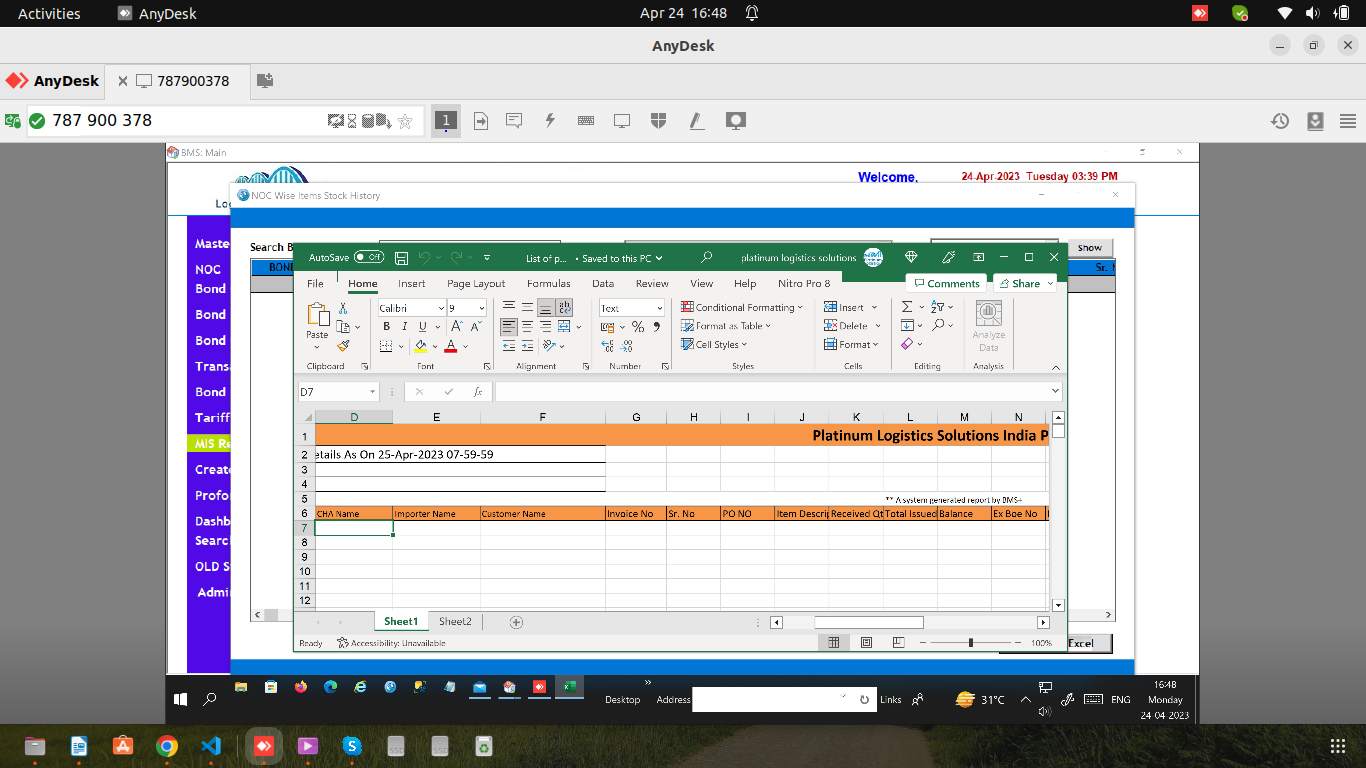 Activities AnyDesk Apr 24 16:48
AnyDesk
AnyDesk 787900378
787 900 378 1
BMS: Main
Welcome, 24-Apr-2023 Tuesday 03:39 PM
NOC Wise Items Stock History
Search B Show
BOND Sr. N
Maste
NOC
Bond
Bond
Bond
Transa
Bond
Tariff
MIS Re
Create
Profor
Dashb
Searc
OLD S
Admi
AutoSave Off List of p... • Saved to this PC platinum logistics solutions
File Home Insert Page Layout Formulas Data Review View Help Nitro Pro 8 Comments Share
Calibri 9 Text Conditional Formatting Insert
Paste B I U A A % Format as Table Delete Analyze
Cell Styles Format Data
Clipboard Font Alignment Number Styles Cells Editing Analysis
D7 fx
D E F G H I J K L M N
1 Platinum Logistics Solutions India P
2 etails As On 25-Apr-2023 07-59-59
3
4
5 ** A system generated report by BMS+
6 CHA Name Importer Name Customer Name Invoice No Sr. No PO NO Item Descrip Received Qt Total Issued Balance Ex Boe No
7
8
9
10
11
12
Sheet1 Sheet2
Ready Accessibility: Unavailable 100%
Excel
Desktop Address Links 31°C ENG 16:48
Monday
24-04-2023